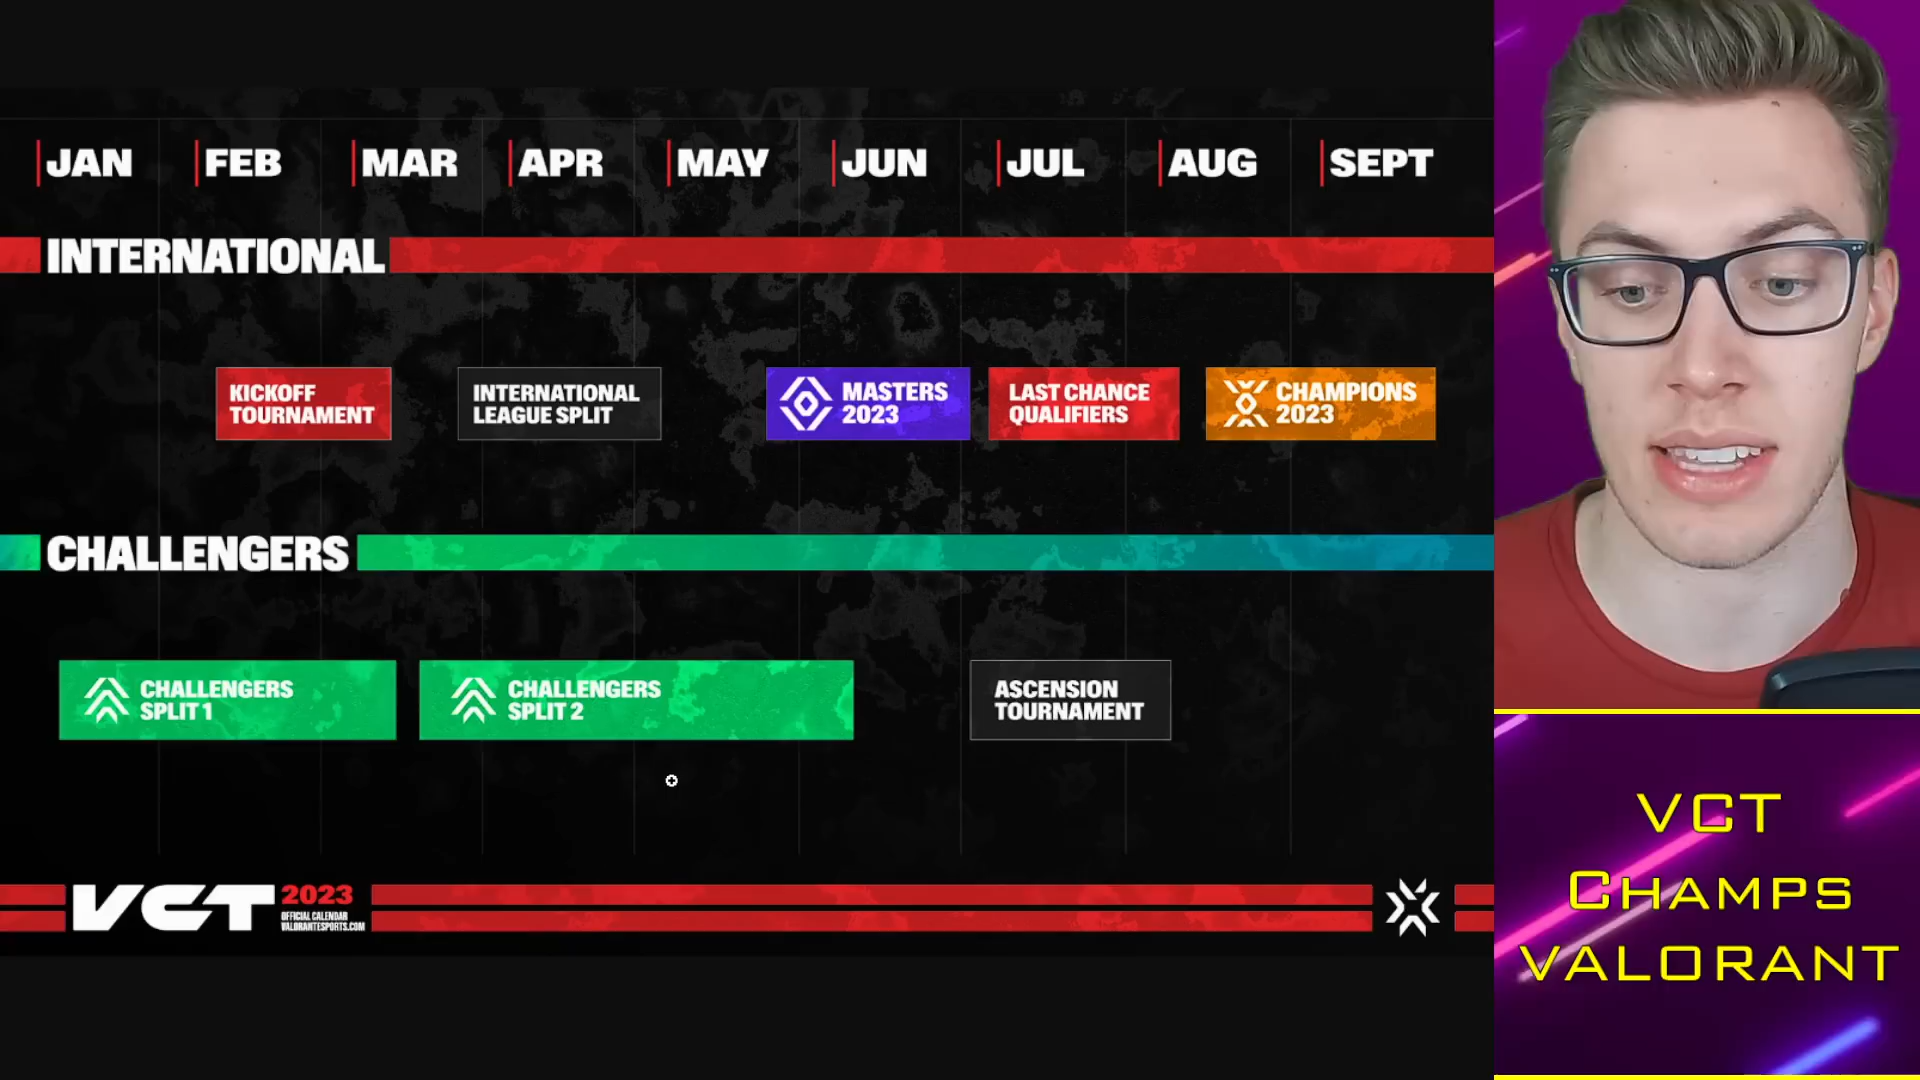 JAN FEB MAR APR MAY JUN JUL AUG SEPT
INTERNATIONAL
KICKOFF
TOURNAMENT
INTERNATIONAL
LEAGUE SPLIT
MASTERS
2023
LAST CHANCE
QUALIFIERS
CHAMPIONS
2023
CHALLENGERS
CHALLENGERS
SPLIT 1
CHALLENGERS
SPLIT 2
ASCENSION
TOURNAMENT
VCT 2023
OFFICIAL CALENDAR
VALORANTESPORTS.COM
VCT
CHAMPS
VALORANT